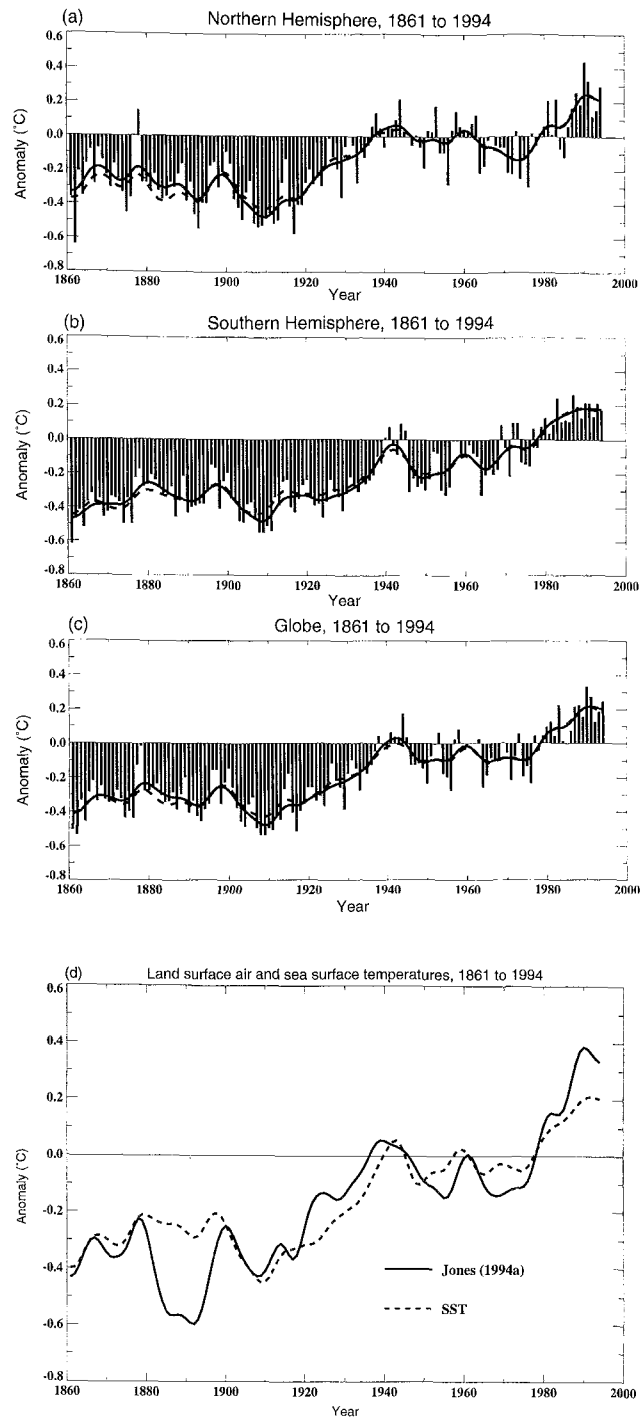 (a)
Northern Hemisphere, 1861 to 1994
0.6
0.4
0.2
0.0
-0.2
-0.4
-0.6
-0.8
Anomaly (°C)
1860 1880 1900 1920 1940 1960 1980 2000
Year
(b)
Southern Hemisphere, 1861 to 1994
0.6
0.4
0.2
0.0
-0.2
-0.4
-0.6
-0.8
Anomaly (°C)
1860 1880 1900 1920 1940 1960 1980 2000
Year
(c)
Globe, 1861 to 1994
0.6
0.4
0.2
0.0
-0.2
-0.4
-0.6
-0.8
Anomaly (°C)
1860 1880 1900 1920 1940 1960 1980 2000
Year
(d)
Land surface air and sea surface temperatures, 1861 to 1994
0.6
0.4
0.2
0.0
-0.2
-0.4
-0.6
-0.8
Anomaly (°C)
Jones (1994a)
SST
1860 1880 1900 1920 1940 1960 1980 2000
Year